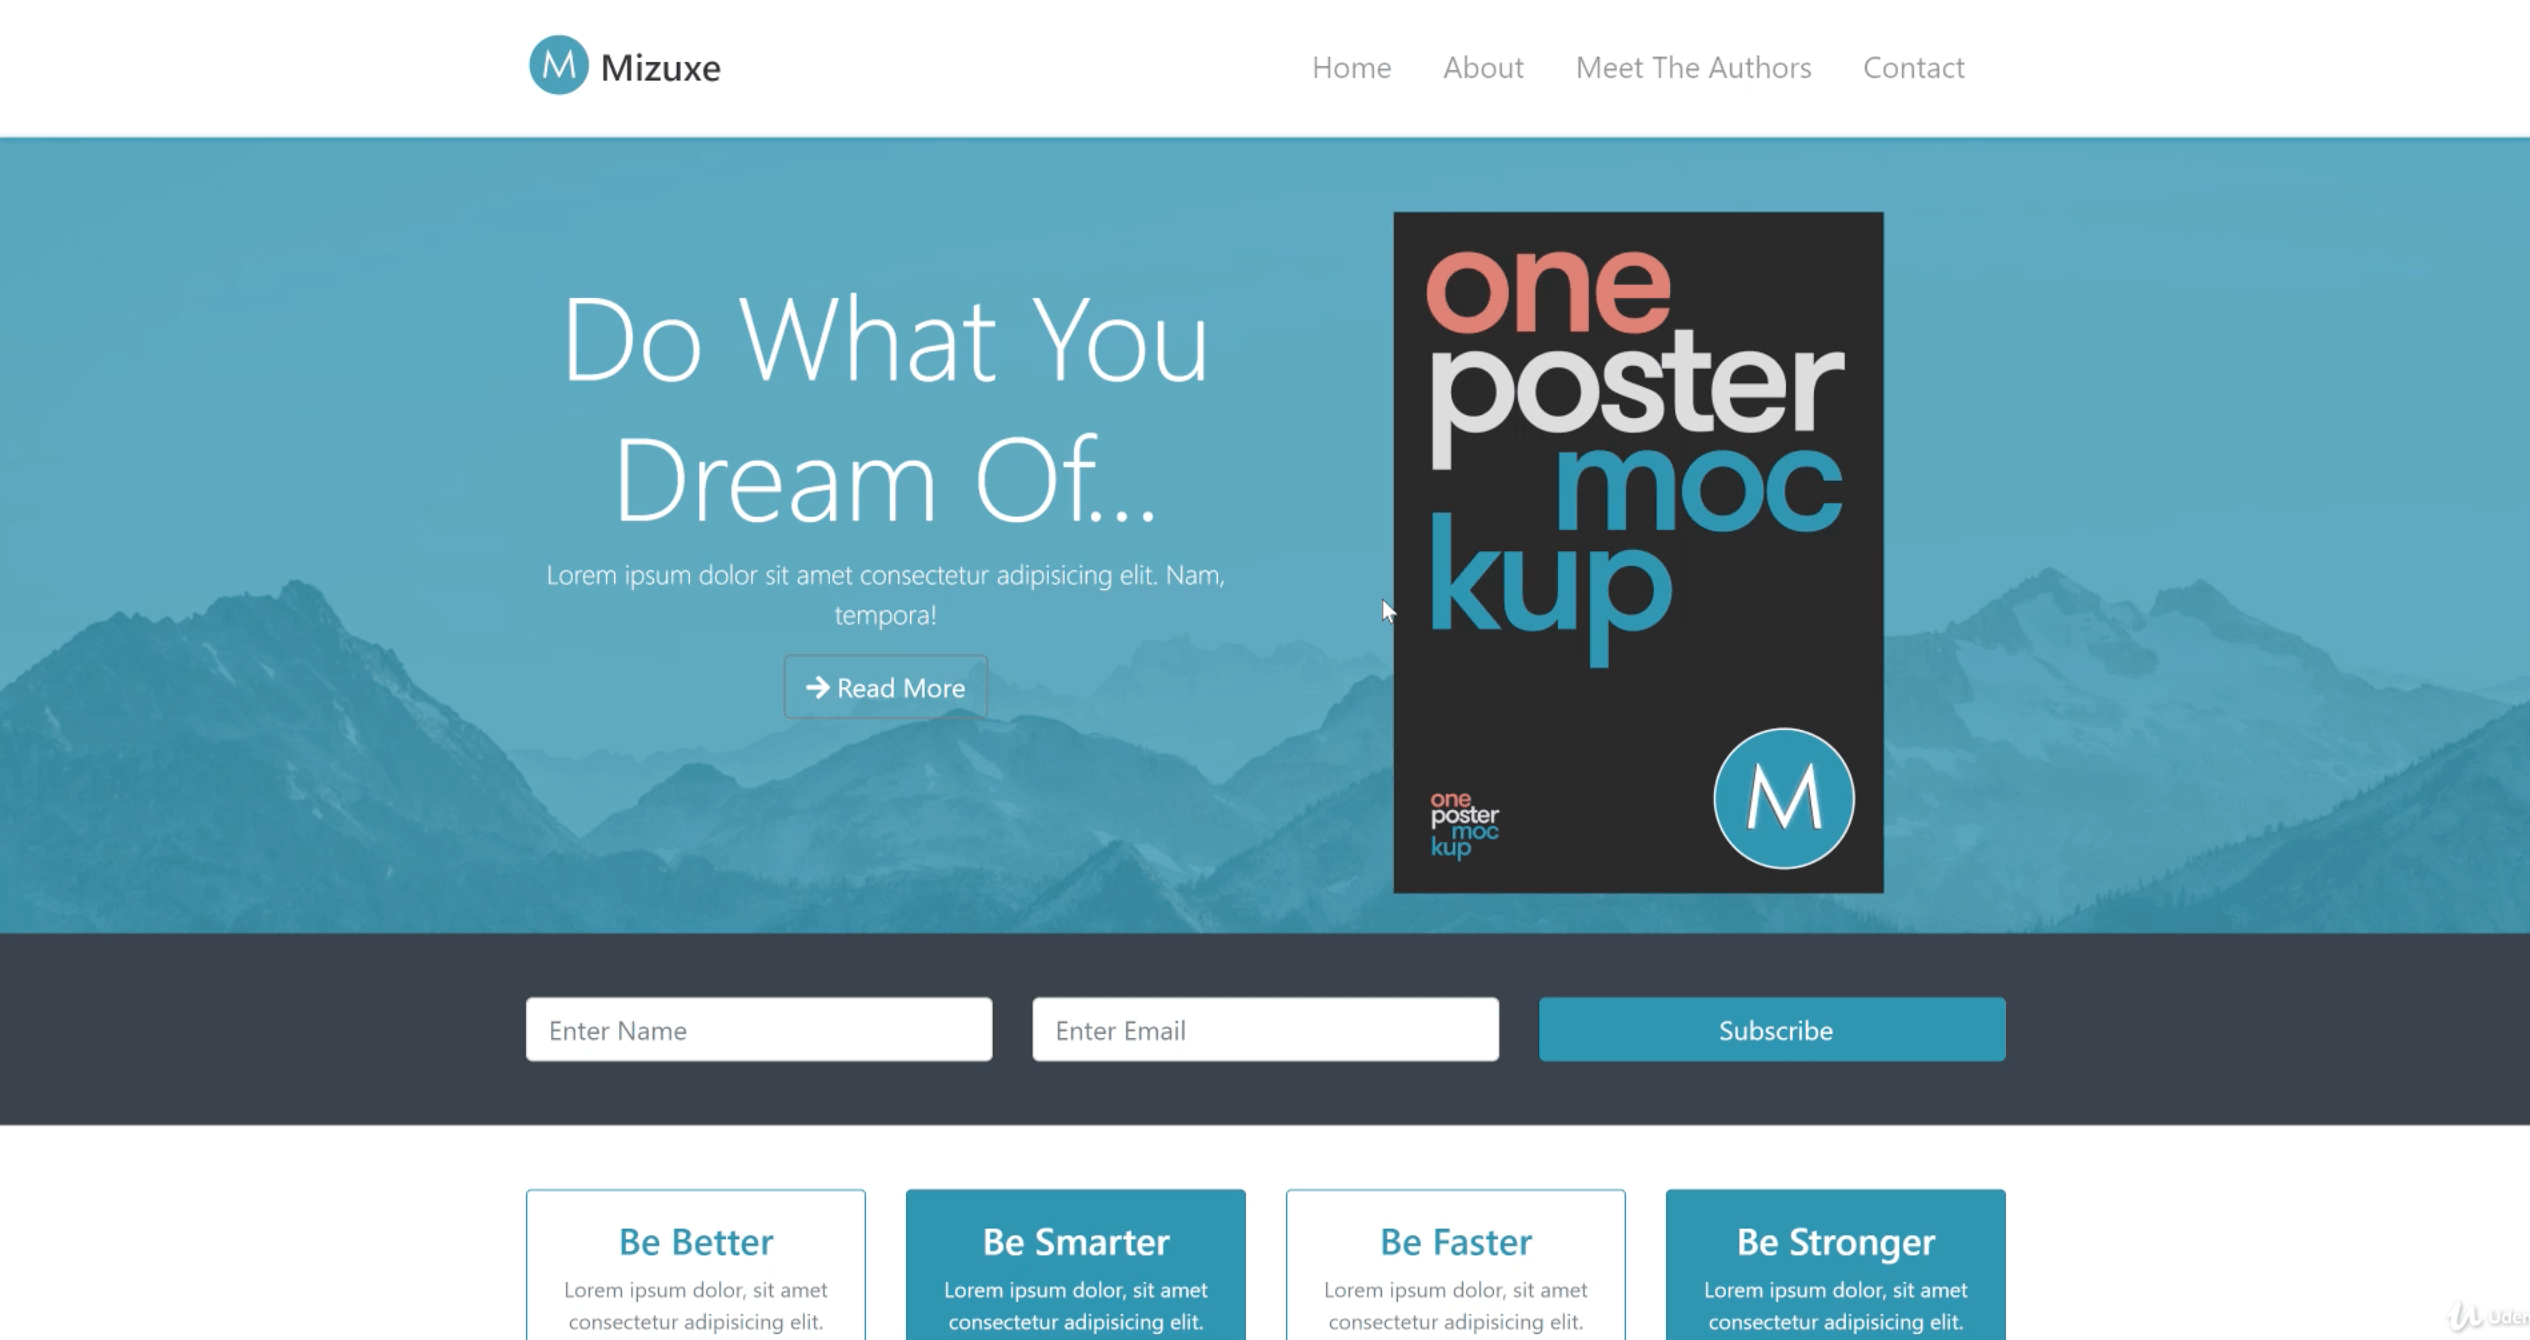 M Mizuxe
Home About Meet The Authors Contact
Do What You
Dream Of...
Lorem ipsum dolor sit amet consectetur adipisicing elit. Nam,
tempora!
Read More
one
poster
moc
kup
one
poster
moc
kup
M
Enter Name
Enter Email
Subscribe
Be Better
Lorem ipsum dolor, sit amet
consectetur adipisicing elit.
Be Smarter
Lorem ipsum dolor, sit amet
consectetur adipisicing elit.
Be Faster
Lorem ipsum dolor, sit amet
consectetur adipisicing elit.
Be Stronger
Lorem ipsum dolor, sit amet
consectetur adipisicing elit.